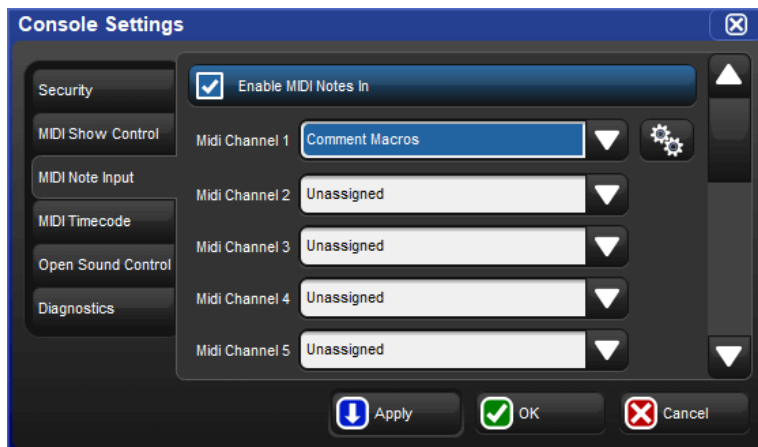 Console Settings
Security
MIDI Show Control
MIDI Note Input
MIDI Timecode
Open Sound Control
Diagnostics
Enable MIDI Notes In
Midi Channel 1 Comment Macros
Midi Channel 2 Unassigned
Midi Channel 3 Unassigned
Midi Channel 4 Unassigned
Midi Channel 5 Unassigned
Apply OK Cancel